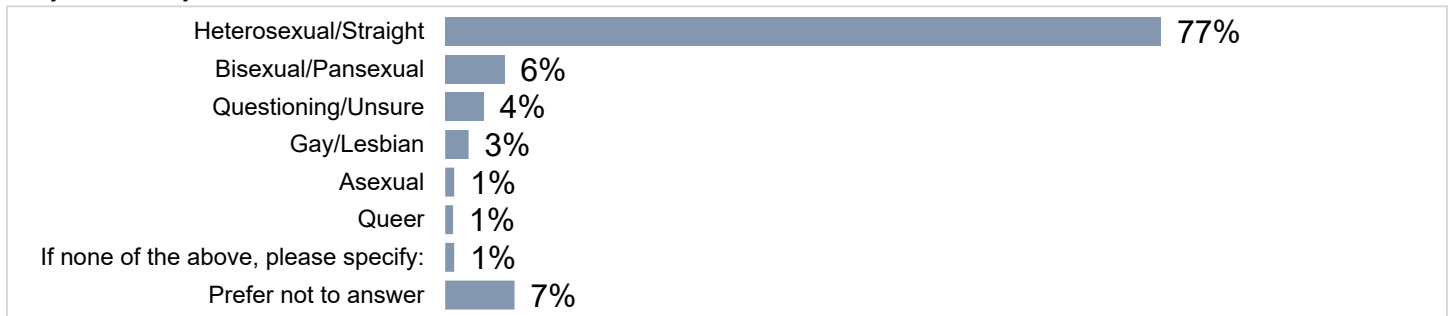 Heterosexual/Straight 77%
Bisexual/Pansexual 6%
Questioning/Unsure 4%
Gay/Lesbian 3%
Asexual 1%
Queer 1%
If none of the above, please specify: 1%
Prefer not to answer 7%